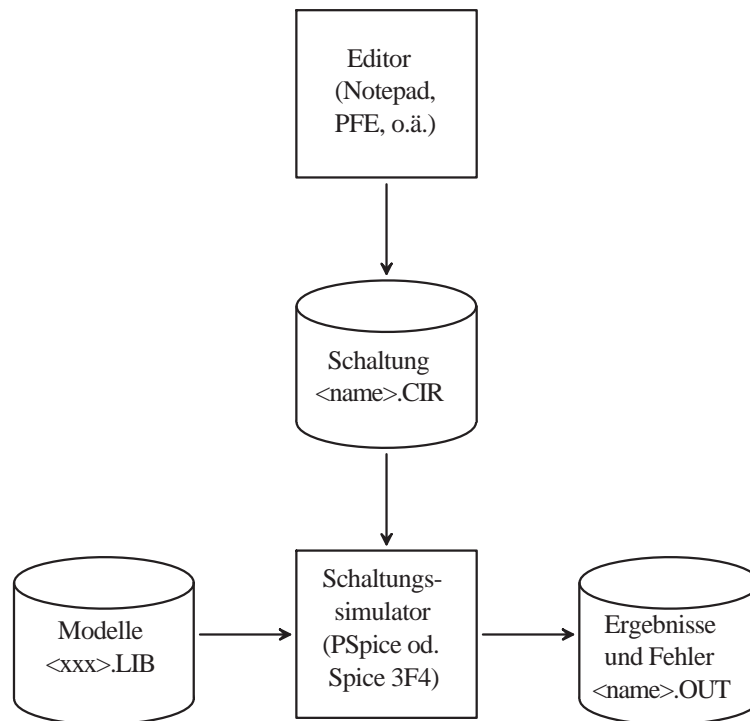 Editor
(Notepad,
PFE, o.ä.)
Schaltung
<name>.CIR
Modelle
<xxx>.LIB
Schaltungs-
simulator
(PSpice od.
Spice 3F4)
Ergebnisse
und Fehler
<name>.OUT